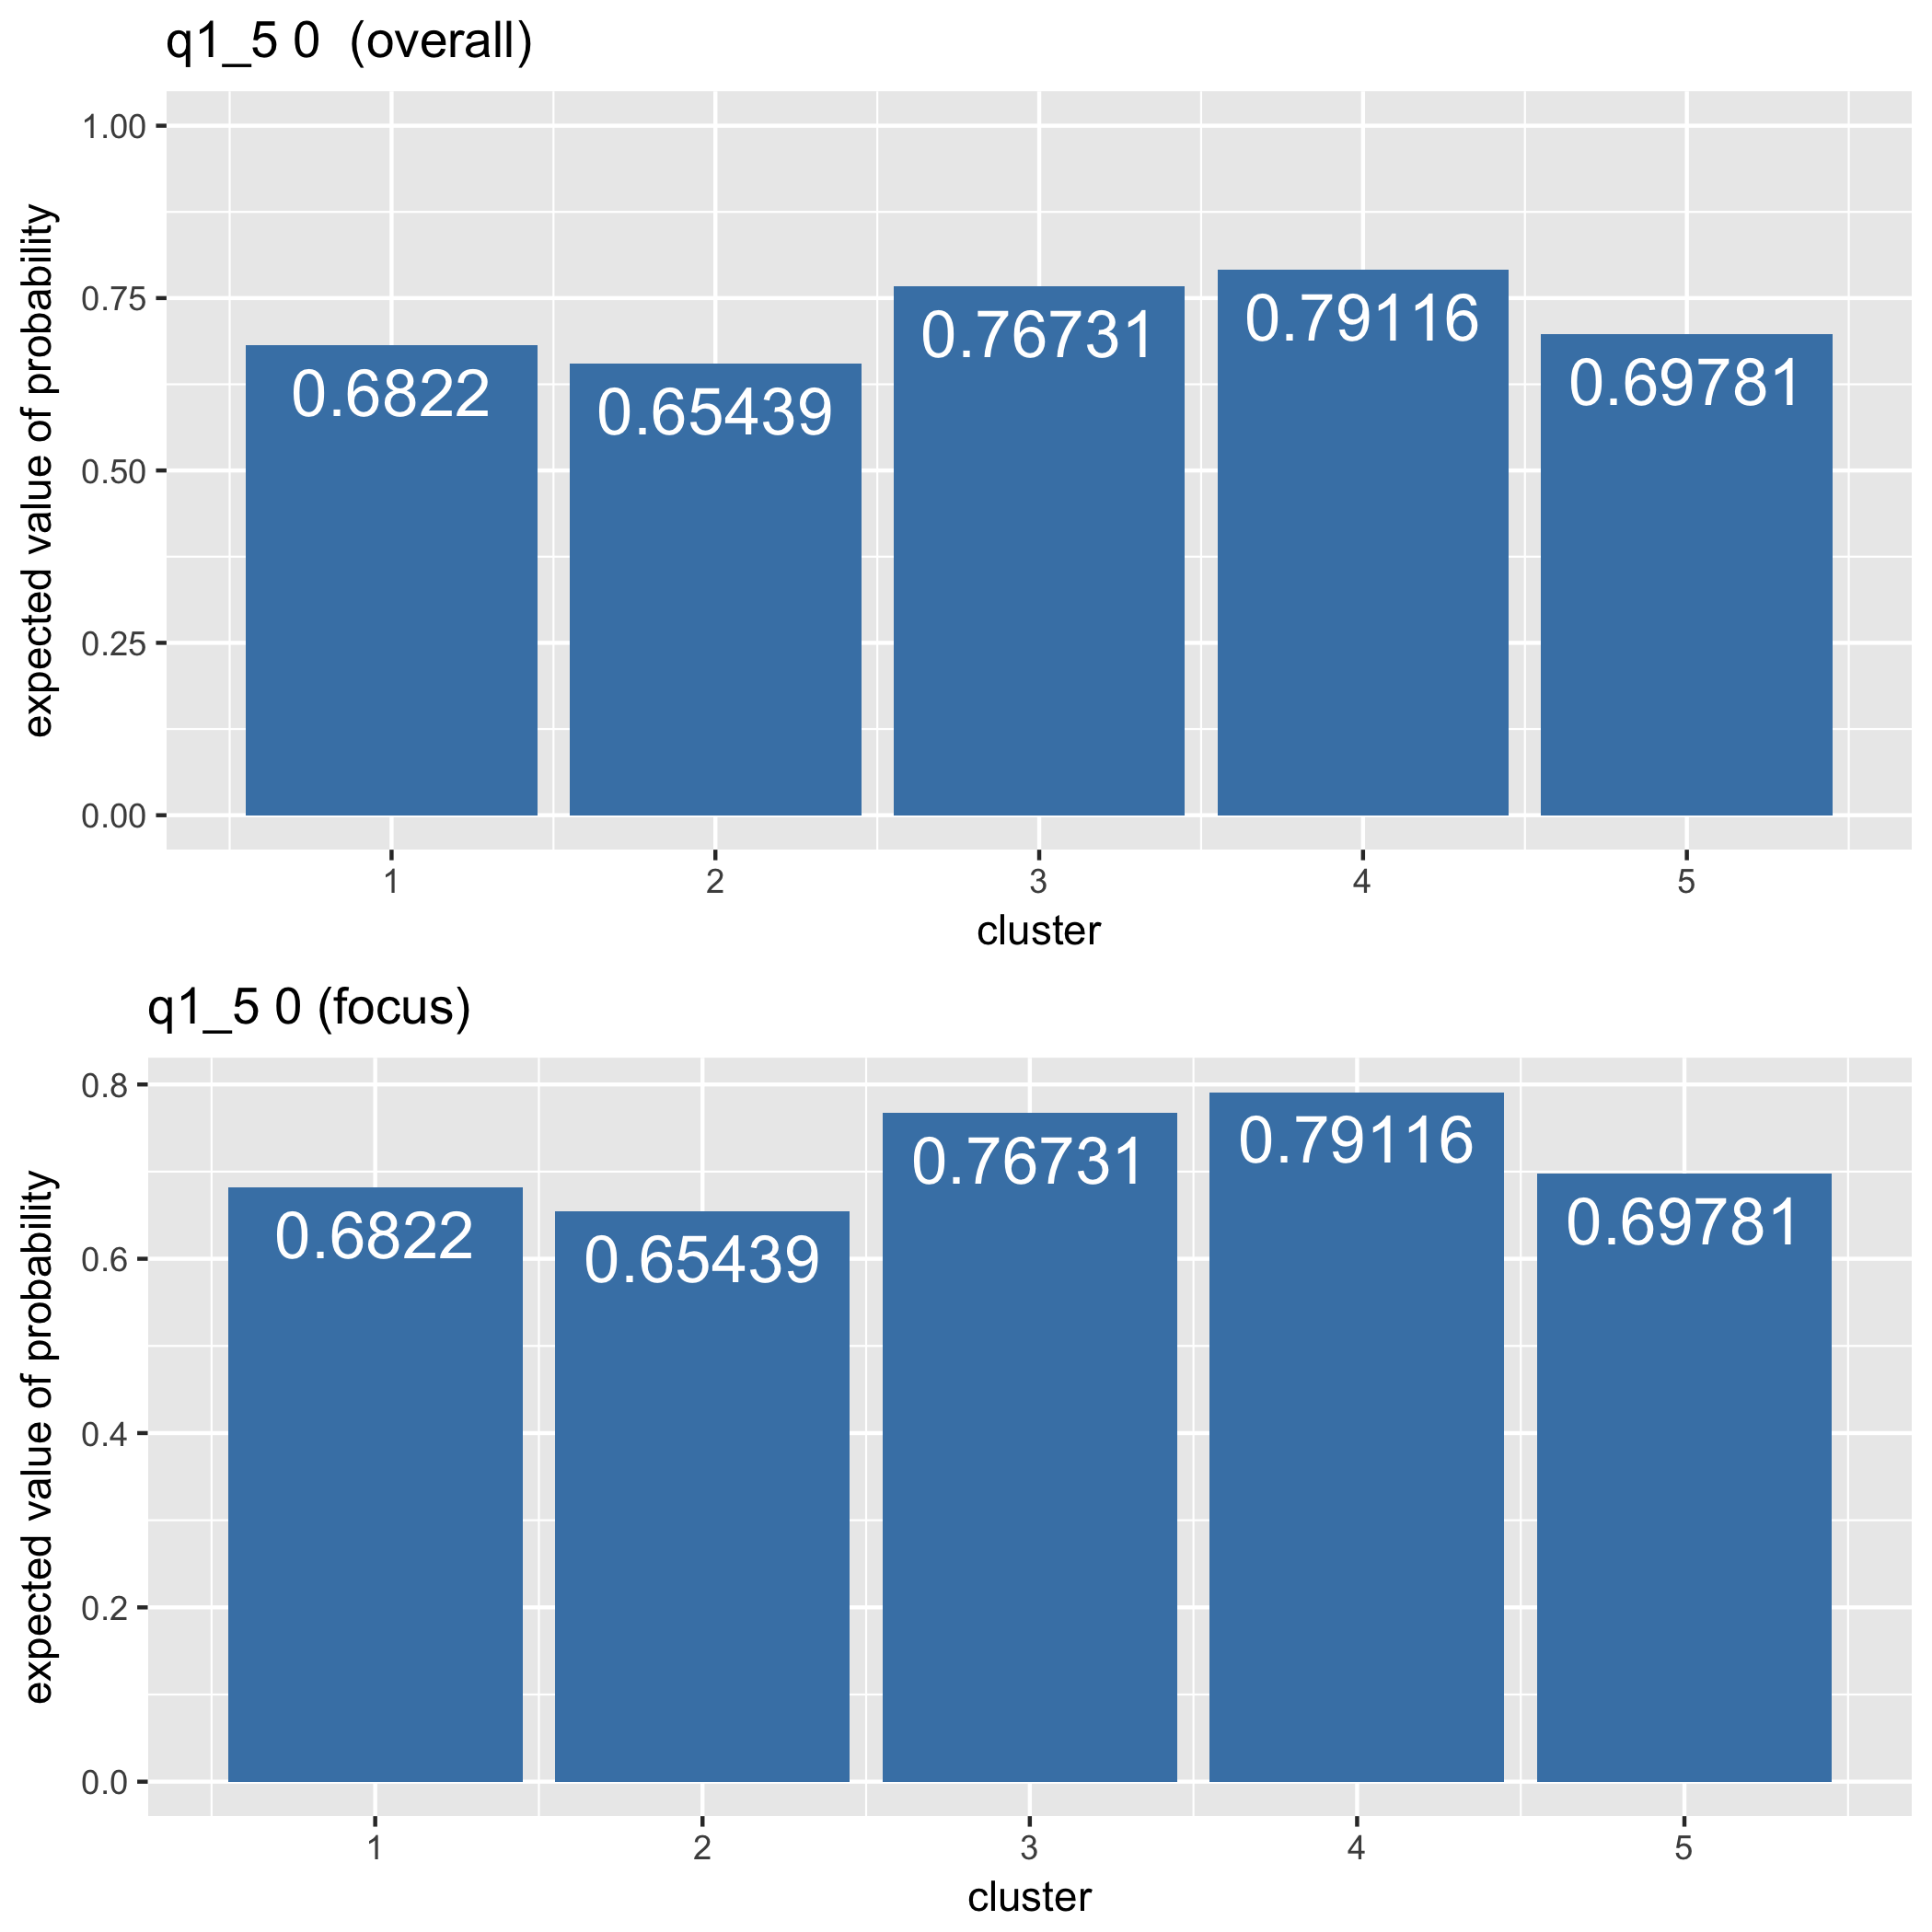 q1_5 0  (overall)
expected value of probability
1.00
0.75
0.50
0.25
0.00
0.6822
0.65439
0.76731
0.79116
0.69781
1 2 3 4 5
cluster
q1_5 0 (focus)
expected value of probability
0.8
0.6
0.4
0.2
0.0
0.6822
0.65439
0.76731
0.79116
0.69781
1 2 3 4 5
cluster